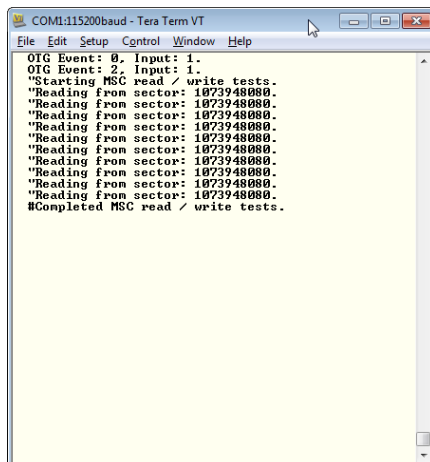 COM1:115200baud - Tera Term VT
File Edit Setup Control Window Help
OTG Event: 0, Input: 1.
OTG Event: 2, Input: 1.
"Starting MSC read / write tests.
"Reading from sector: 1073948080.
"Reading from sector: 1073948080.
"Reading from sector: 1073948080.
"Reading from sector: 1073948080.
"Reading from sector: 1073948080.
"Reading from sector: 1073948080.
"Reading from sector: 1073948080.
"Reading from sector: 1073948080.
"Reading from sector: 1073948080.
"Reading from sector: 1073948080.
#Completed MSC read / write tests.